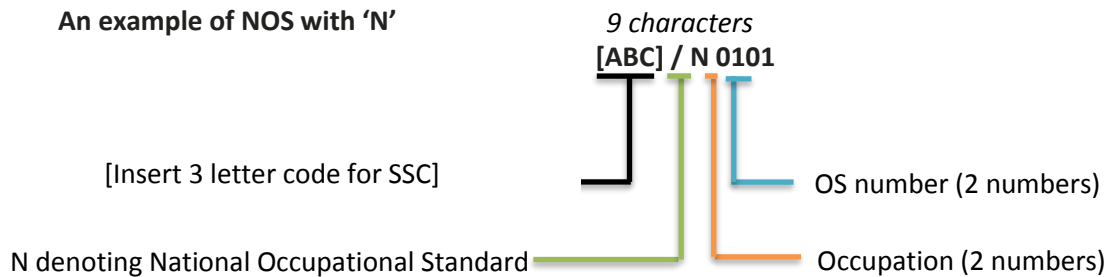 An example of NOS with ‘N’
9 characters
[ABC] / N 0101
[Insert 3 letter code for SSC]
OS number (2 numbers)
N denoting National Occupational Standard
Occupation (2 numbers)